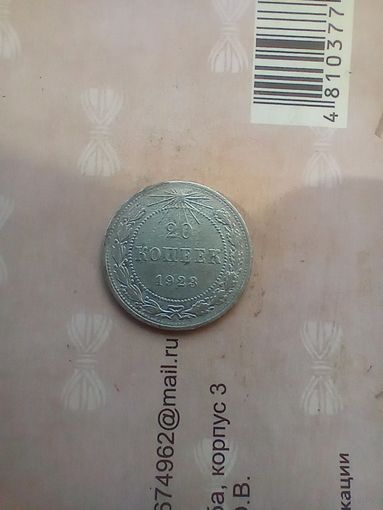 20
КОПЕЕК
1923
4 810377
674962@mail.ru
ба, корпус 3
.В.
кации